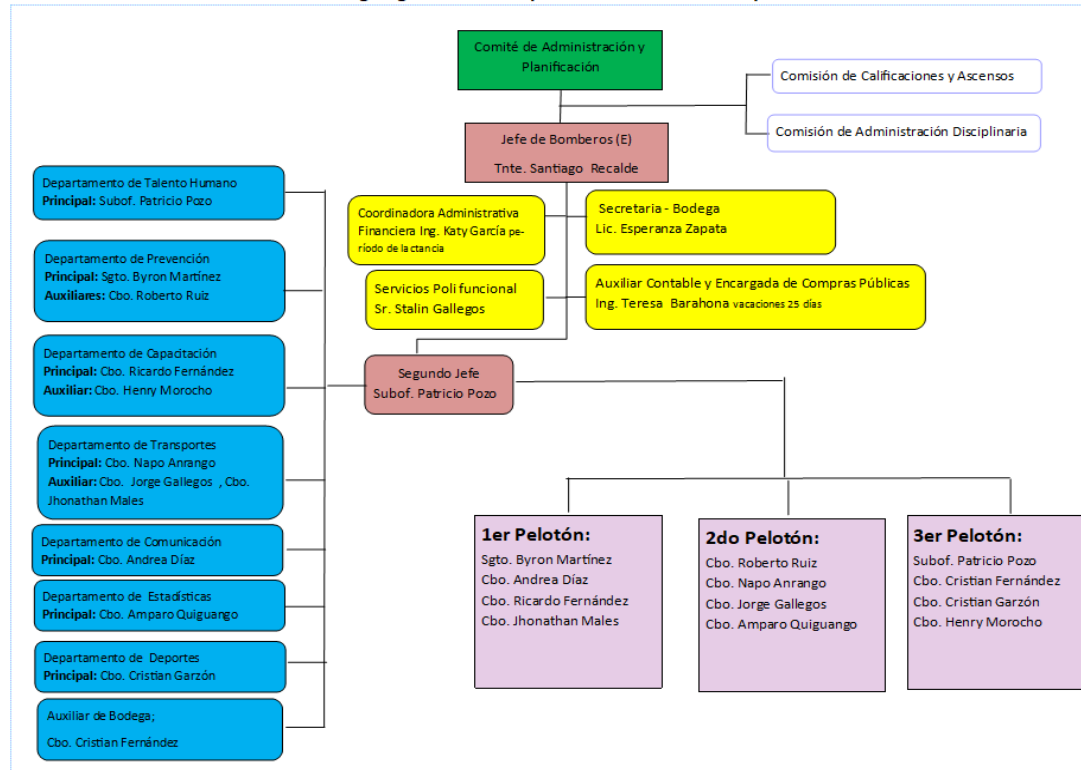 Comité de Administración y
Planificación
Comisión de Calificaciones y Ascensos
Comisión de Administración Disciplinaria
Jefe de Bomberos (E)
Tnte. Santiago Recalde
Departamento de Talento Humano
Principal: Subof. Patricio Pozo
Coordinadora Administrativa
Financiera Ing. Katy García pe-
ríodo de lactancia
Secretaria - Bodega
Lic. Esperanza Zapata
Departamento de Prevención
Principal: Sgto. Byron Martínez
Auxiliares: Cbo. Roberto Ruiz
Servicios Poli funcional
Sr. Stalin Gallegos
Auxiliar Contable y Encargada de Compras Públicas
Ing. Teresa Barahona vacaciones 25 días
Departamento de Capacitación
Principal: Cbo. Ricardo Fernández
Auxiliar: Cbo. Henry Morocho
Segundo Jefe
Subof. Patricio Pozo
Departamento de Transportes
Principal: Cbo. Napo Anrango
Auxiliar: Cbo. Jorge Gallegos , Cbo.
Jhonathan Males
Departamento de Comunicación
Principal: Cbo. Andrea Díaz
Departamento de Estadísticas
Principal: Cbo. Amparo Quiguango
Departamento de Deportes
Principal: Cbo. Cristian Garzón
Auxiliar de Bodega;
Cbo. Cristian Fernández
1er Pelotón:
Sgto. Byron Martínez
Cbo. Andrea Díaz
Cbo. Ricardo Fernández
Cbo. Jhonathan Males
2do Pelotón:
Cbo. Roberto Ruiz
Cbo. Napo Anrango
Cbo. Jorge Gallegos
Cbo. Amparo Quiguango
3er Pelotón:
Subof. Patricio Pozo
Cbo. Cristian Fernández
Cbo. Cristian Garzón
Cbo. Henry Morocho